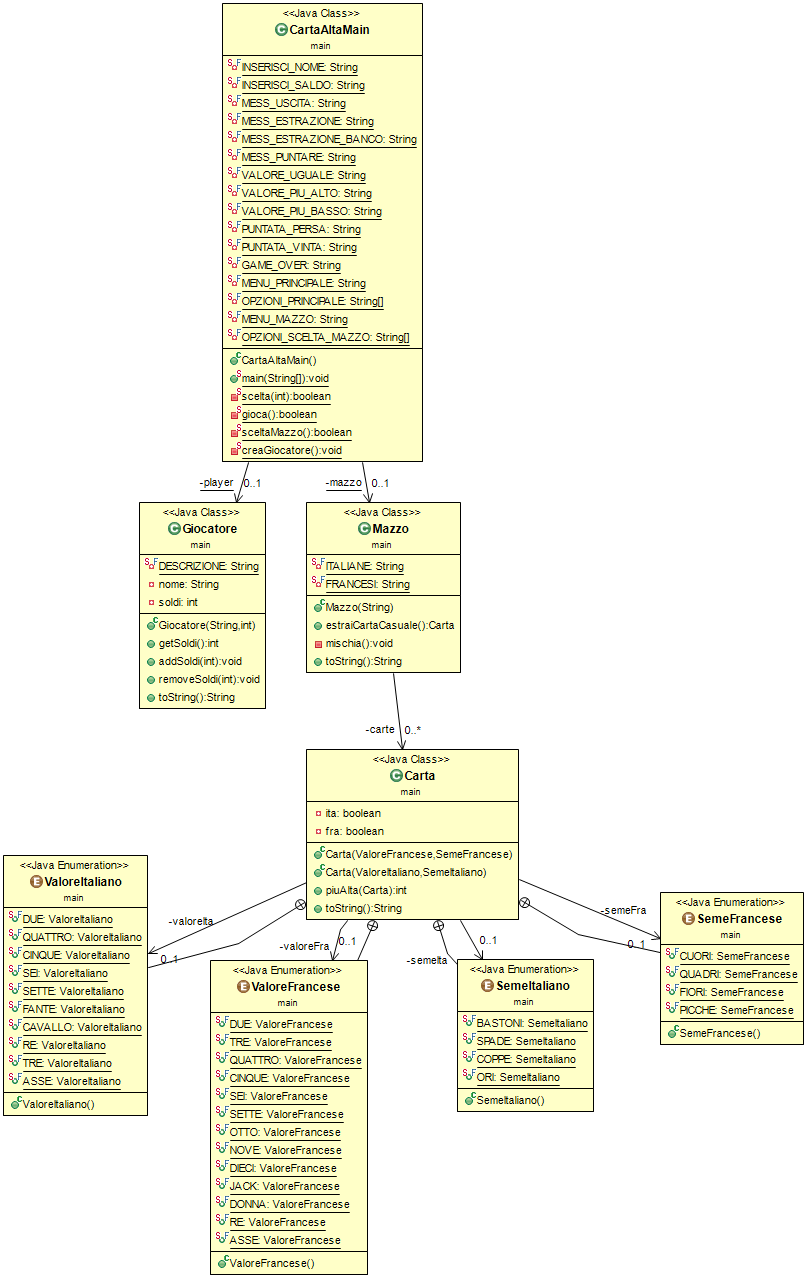 <<Java Class>>
CartaAltaMain
main
INSERISCI_NOME: String
INSERISCI_SALDO: String
MESS_USCITA: String
MESS_ESTRAZIONE: String
MESS_ESTRAZIONE_BANCO: String
MESS_PUNTARE: String
VALORE_UGUALE: String
VALORE_PIU_ALTO: String
VALORE_PIU_BASSO: String
PUNTATA_PERSA: String
PUNTATA_VINTA: String
GAME_OVER: String
MENU_PRINCIPALE: String
OPZIONI_PRINCIPALE: String[]
MENU_MAZZO: String
OPZIONI_SCELTA_MAZZO: String[]
CartaAltaMain()
main(String[]):void
scelta(int):boolean
gioca():boolean
sceltaMazzo():boolean
creaGiocatore():void
-player 0..1
-mazzo 0..1
<<Java Class>>
Giocatore
main
DESCRIZIONE: String
nome: String
soldi: int
Giocatore(String,int)
getSoldi():int
addSoldi(int):void
removeSoldi(int):void
toString():String
<<Java Class>>
Mazzo
main
ITALIANE: String
FRANCESI: String
Mazzo(String)
estraiCartaCasuale():Carta
mischia():void
toString():String
-carte 0..*
<<Java Class>>
Carta
main
ita: boolean
fra: boolean
Carta(ValoreFrancese,SemeFrancese)
Carta(ValoreItaliano,SemeItaliano)
piuAlta(Carta):int
toString():String
-valoreIta
0..1
-valoreFra
0..1
-semeIta
0..1
-semeFra
0..1
<<Java Enumeration>>
ValoreItaliano
main
DUE: ValoreItaliano
QUATTRO: ValoreItaliano
CINQUE: ValoreItaliano
SEI: ValoreItaliano
SETTE: ValoreItaliano
FANTE: ValoreItaliano
CAVALLO: ValoreItaliano
RE: ValoreItaliano
TRE: ValoreItaliano
ASSE: ValoreItaliano
ValoreItaliano()
<<Java Enumeration>>
ValoreFrancese
main
DUE: ValoreFrancese
TRE: ValoreFrancese
QUATTRO: ValoreFrancese
CINQUE: ValoreFrancese
SEI: ValoreFrancese
SETTE: ValoreFrancese
OTTO: ValoreFrancese
NOVE: ValoreFrancese
DIECI: ValoreFrancese
JACK: ValoreFrancese
DONNA: ValoreFrancese
RE: ValoreFrancese
ASSE: ValoreFrancese
ValoreFrancese()
<<Java Enumeration>>
SemeItaliano
main
BASTONI: SemeItaliano
SPADE: SemeItaliano
COPPE: SemeItaliano
ORI: SemeItaliano
SemeItaliano()
<<Java Enumeration>>
SemeFrancese
main
CUORI: SemeFrancese
QUADRI: SemeFrancese
FIORI: SemeFrancese
PICCHE: SemeFrancese
SemeFrancese()